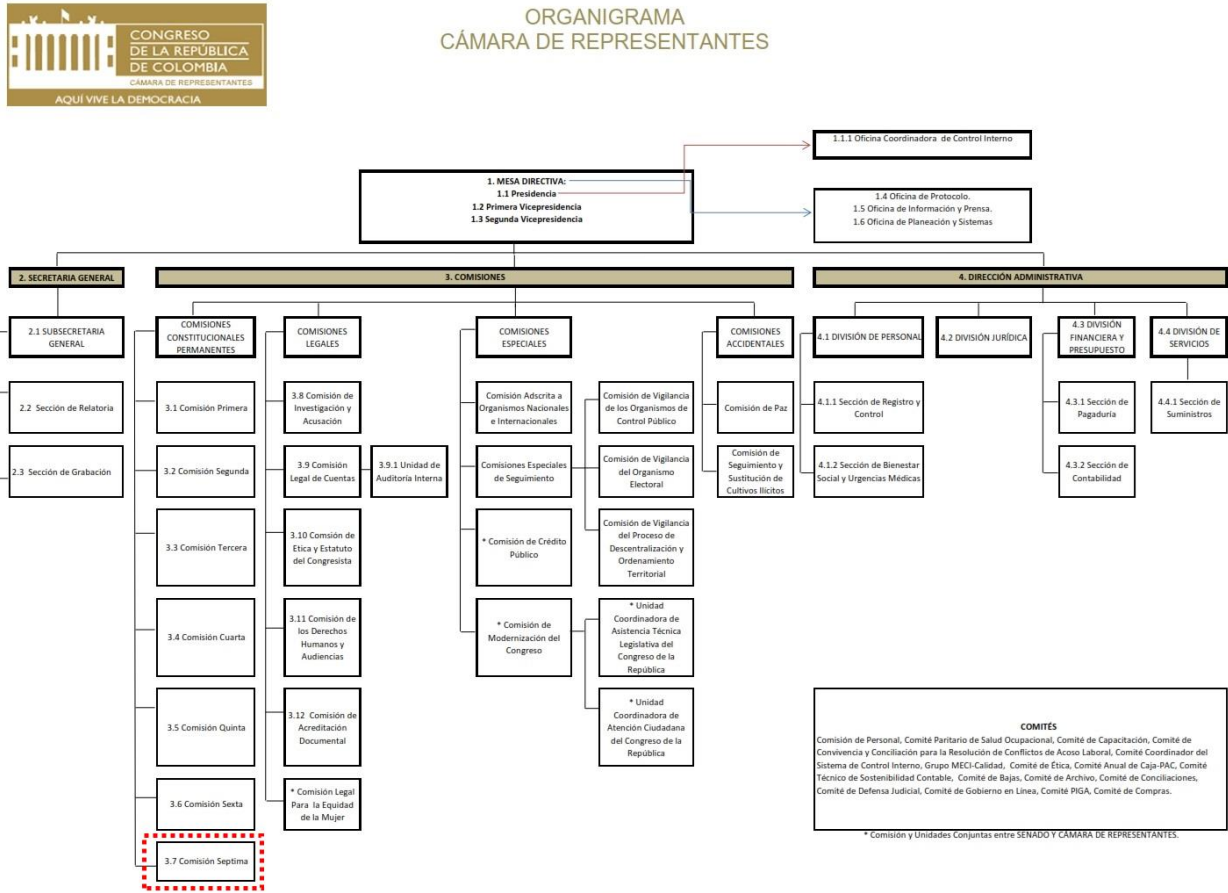 CONGRESO
DE LA REPÚBLICA
DE COLOMBIA
CÁMARA DE REPRESENTANTES
AQUÍ VIVE LA DEMOCRACIA
ORGANIGRAMA
CÁMARA DE REPRESENTANTES
1.1.1 Oficina Coordinadora de Control Interno
1. MESA DIRECTIVA:
1.1 Presidencia
1.2 Primera Vicepresidencia
1.3 Segunda Vicepresidencia
1.4 Oficina de Protocolo.
1.5 Oficina de Información y Prensa.
1.6 Oficina de Planeación y Sistemas
2. SECRETARIA GENERAL
3. COMISIONES
4. DIRECCIÓN ADMINISTRATIVA
2.1 SUBSECRETARIA
GENERAL
2.2 Sección de Relatoria
2.3 Sección de Grabación
COMISIONES
CONSTITUCIONALES
PERMANENTES
3.1 Comisión Primera
3.2 Comisión Segunda
3.3 Comisión Tercera
3.4 Comisión Cuarta
3.5 Comisión Quinta
3.6 Comisión Sexta
3.7 Comisión Septima
COMISIONES
LEGALES
3.8 Comisión de
Investigación y
Acusación
3.9 Comisión
Legal de Cuentas
3.9.1 Unidad de
Auditoría Interna
3.10 Comsión de
Etica y Estatuto
del Congresista
3.11 Comisión de
los Derechos
Humanos y
Audiencias
3.12 Comisión de
Acreditación
Documental
* Comisión Legal
Para la Equidad
de la Mujer
COMISIONES
ESPECIALES
Comisión Adscrita a
Organismos Nacionales
e Internacionales
Comisiones Especiales
de Seguimiento
* Comisión de Crédito
Público
* Comisión de
Modernización del
Congreso
Comisión de Vigilancia
de los Organismos de
Control Público
Comisión de Vigilancia
del Organismo
Electoral
Comisión de Vigilancia
del Proceso de
Descentralización y
Ordenamiento
Territorial
* Unidad
Coordinadora de
Asistencia Técnica
Legislativa del
Congreso de la
República
* Unidad
Coordinadora de
Atención Ciudadana
del Congreso de la
República
COMISIONES
ACCIDENTALES
Comisión de Paz
Comisión de
Seguimiento y
Sustitución de
Cultivos Ilícitos
4.1 DIVISIÓN DE PERSONAL
4.1.1 Sección de Registro y
Control
4.1.2 Sección de Bienestar
Social y Urgencias Médicas
4.2 DIVISIÓN JURÍDICA
4.3 DIVISIÓN
FINANCIERA Y
PRESUPUESTO
4.3.1 Sección de
Pagaduría
4.3.2 Sección de
Contabilidad
4.4 DIVISIÓN DE
SERVICIOS
4.4.1 Sección de
Suministros
COMITÉS
Comisión de Personal, Comité Paritario de Salud Ocupacional, Comité de Capacitación, Comité de
Convivencia y Conciliación para la Resolución de Conflictos de Acoso Laboral, Comité Coordinador del
Sistema de Control Interno, Grupo MECI-Calidad, Comité de Ética, Comité Anual de Caja-PAC, Comité
Técnico de Sostenibilidad Contable, Comité de Bajas, Comité de Archivo, Comité de Conciliaciones,
Comité de Defensa Judicial, Comité de Gobierno en Línea, Comité PIGA, Comité de Compras.
* Comisión y Unidades Conjuntas entre SENADO Y CÁMARA DE REPRESENTANTES.